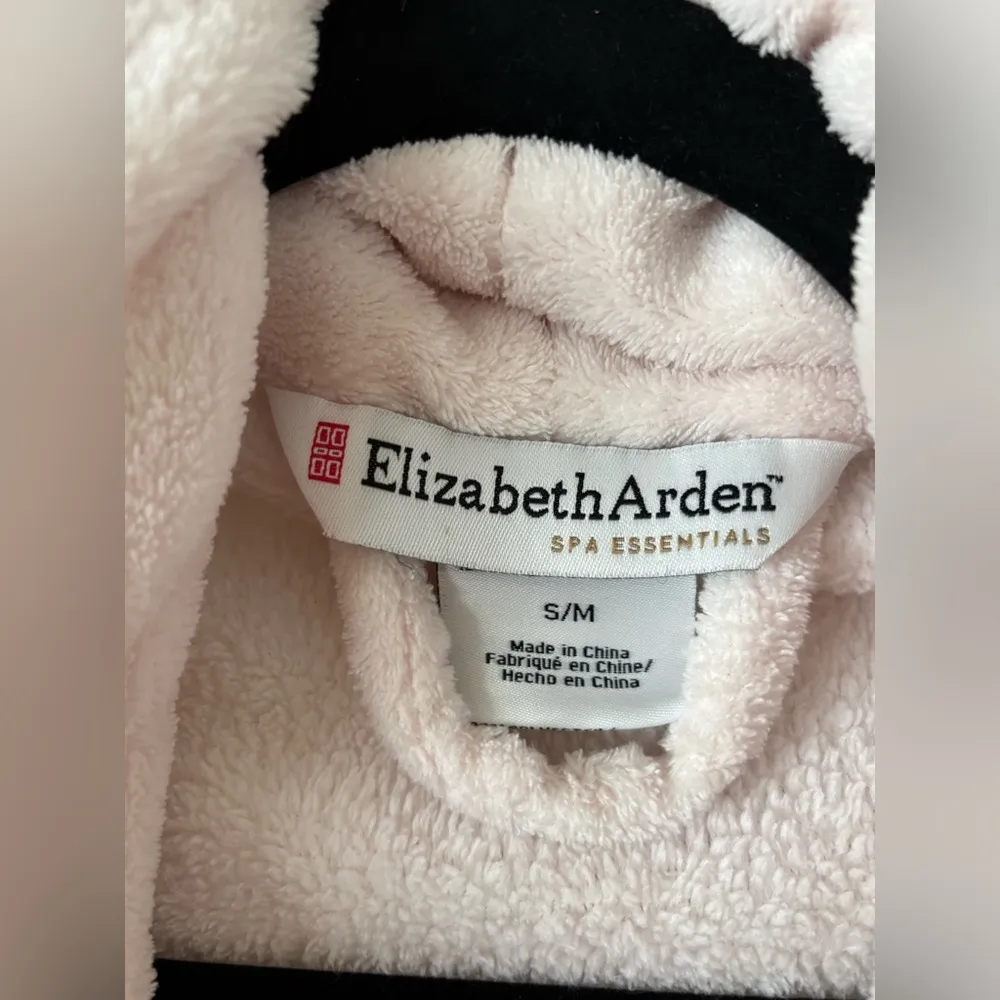 ElizabethArden™
SPA ESSENTIALS
S/M
Made in China
Fabriqué en Chine/
Hecho en China